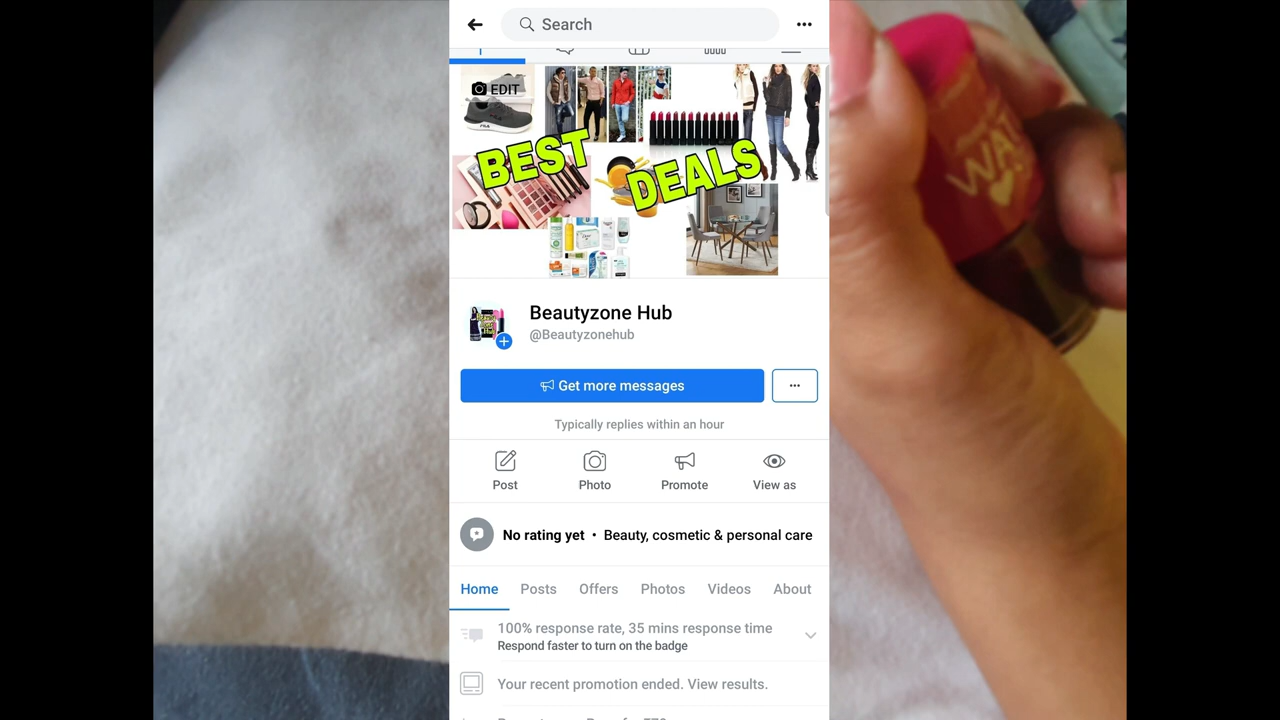 Search
EDIT
BEST
DEALS
Beautyzone Hub
@Beautyzonehub
Get more messages
Typically replies within an hour
Post
Photo
Promote
View as
No rating yet • Beauty, cosmetic & personal care
Home
Posts
Offers
Photos
Videos
About
100% response rate, 35 mins response time
Respond faster to turn on the badge
Your recent promotion ended. View results.